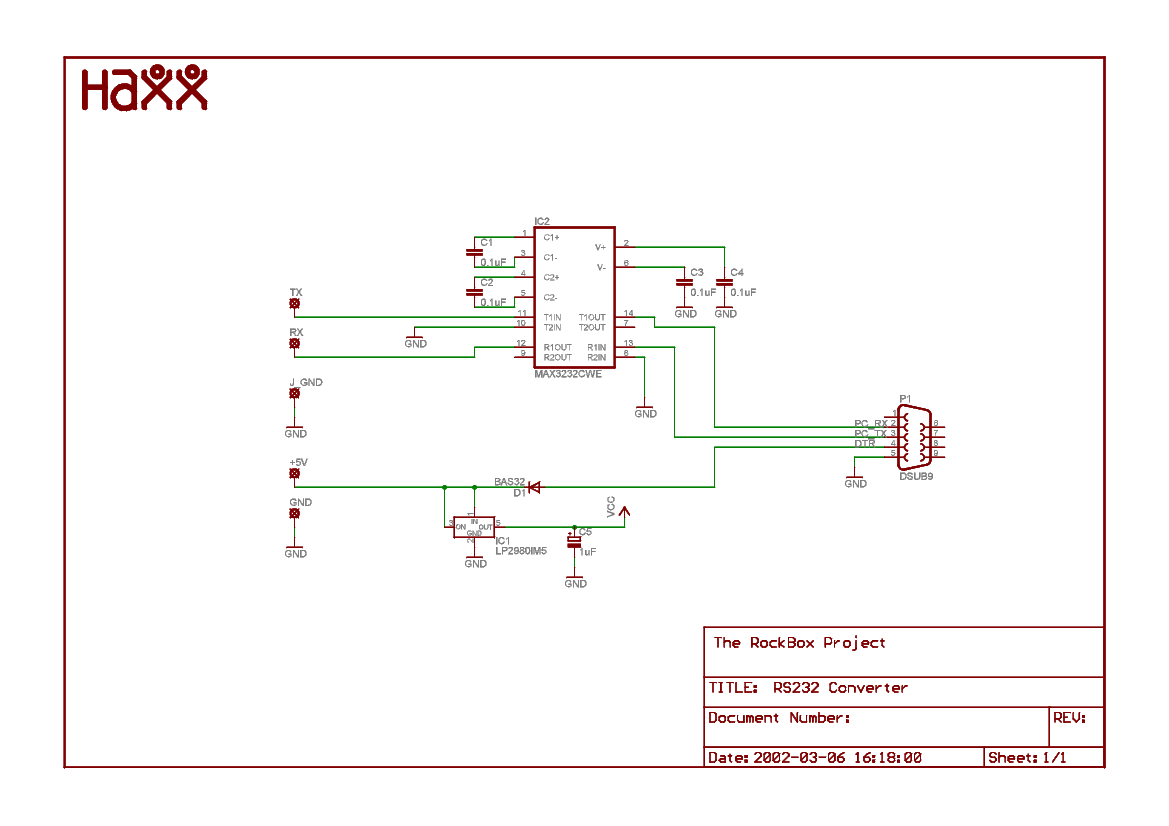 Haxx
IC2
1 C1+
C1
0.1uF
3 C1-
4 C2+
C2
0.1uF
5 C2-
V+ 2
V- 6
C3
0.1uF
C4
0.1uF
GND
GND
TX
11 T1IN T1OUT 14
10 T2IN T2OUT 7
GND
RX
12 R1OUT R1IN 13
9 R2OUT R2IN 8
MAX3232CWE
J_GND
GND
GND
P1
1
PC_RX 2
PC_TX 3
DTR 4
5
6
7
8
9
GND
DSUB9
+5V
BAS32
D1
GND
GND
VCC
1
IN
3 ON OUT 5
GND
2
IC1
LP2980IM5
GND
+
C5
1uF
GND
The RockBox Project
TITLE: RS232 Converter
Document Number:
REV:
Date: 2002-03-06 16:18:00
Sheet: 1/1